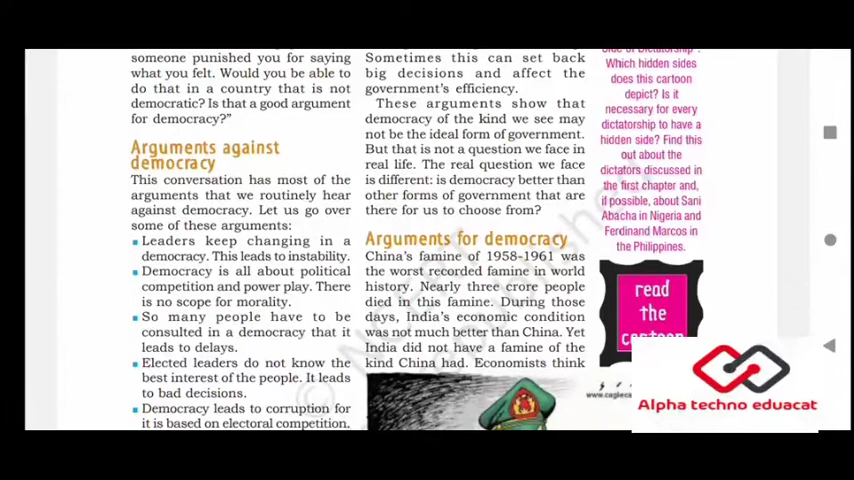 someone punished you for saying
what you felt. Would you be able to
do that in a country that is not
democratic? Is that a good argument
for democracy?"
Arguments against
democracy
This conversation has most of the
arguments that we routinely hear
against democracy. Let us go over
some of these arguments:
Leaders keep changing in a
democracy. This leads to instability.
Democracy is all about political
competition and power play. There
is no scope for morality.
So many people have to be
consulted in a democracy that it
leads to delays.
Elected leaders do not know the
best interest of the people. It leads
to bad decisions.
Democracy leads to corruption for
it is based on electoral competition.
Sometimes this can set back
big decisions and affect the
government's efficiency.
These arguments show that
democracy of the kind we see may
not be the ideal form of government.
But that is not a question we face in
real life. The real question we face
is different: is democracy better than
other forms of government that are
there for us to choose from?
Arguments for democracy
China's famine of 1958-1961 was
the worst recorded famine in world
history. Nearly three crore people
died in this famine. During those
days, India's economic condition
was not much better than China. Yet
India did not have a famine of the
kind China had. Economists think
Side of Dictatorship'.
Which hidden sides
does this cartoon
depict? Is it
necessary for every
dictatorship to have a
hidden side? Find this
out about the
dictators discussed in
the first chapter and,
if possible, about Sani
Abacha in Nigeria and
Ferdinand Marcos in
the Philippines.
read
the
cartoon
© NCERT
Alpha techno eduacat